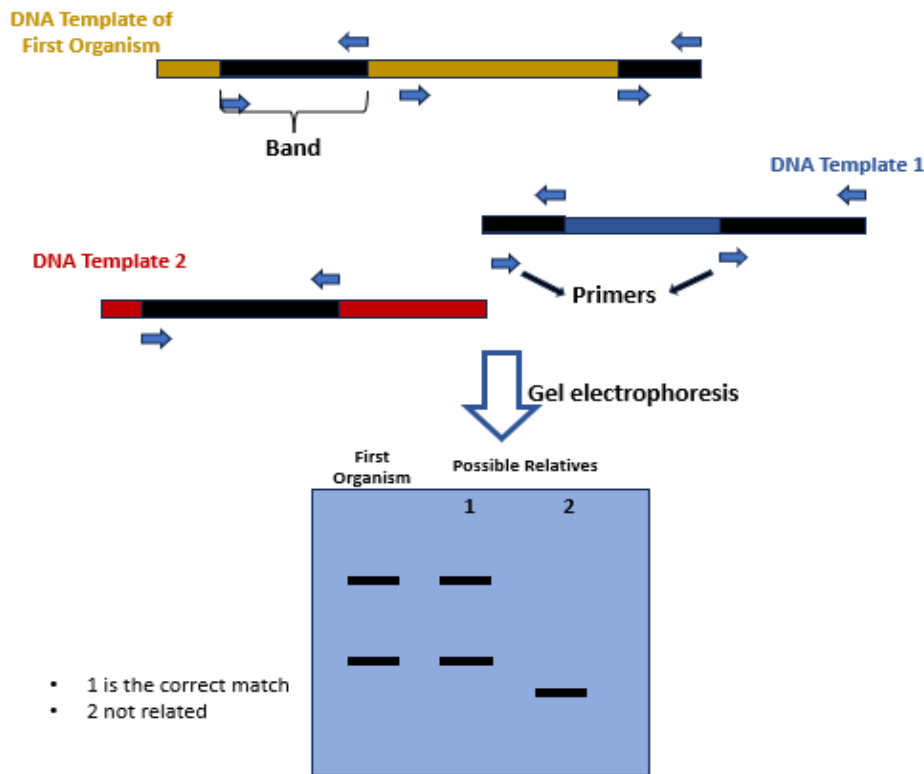 DNA Template of
First Organism
Band
DNA Template 1
DNA Template 2
Primers
Gel electrophoresis
First
Organism
Possible Relatives
1
2
• 1 is the correct match
• 2 not related